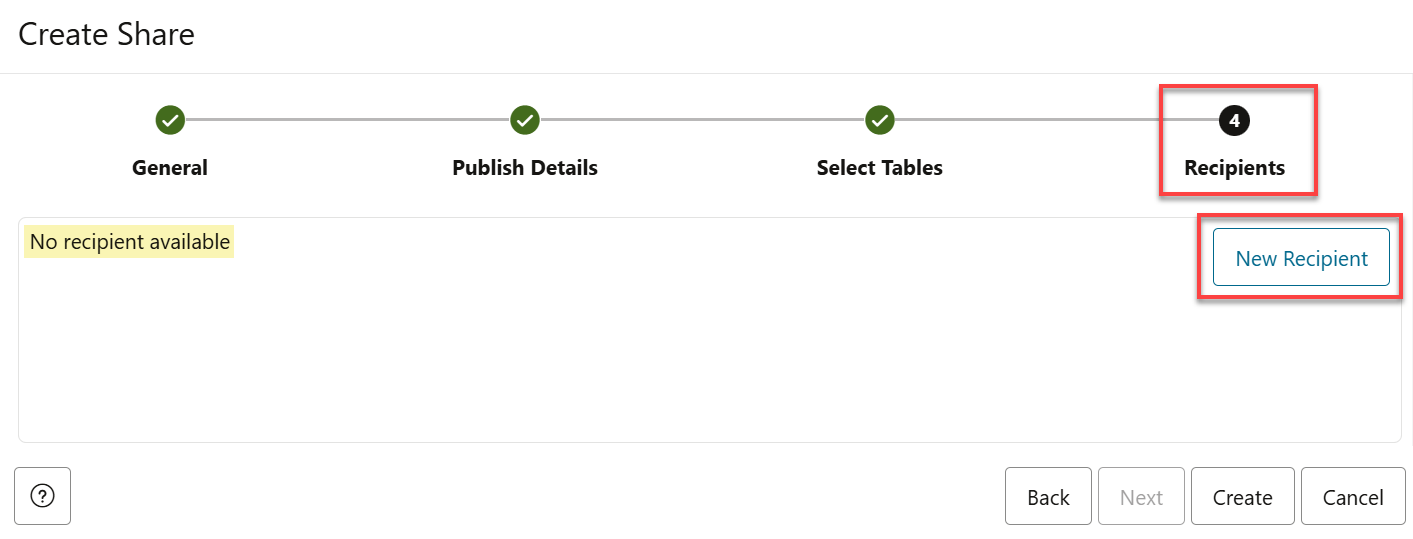 Create Share
4
General Publish Details Select Tables Recipients
No recipient available
New Recipient
?
Back Next Create Cancel